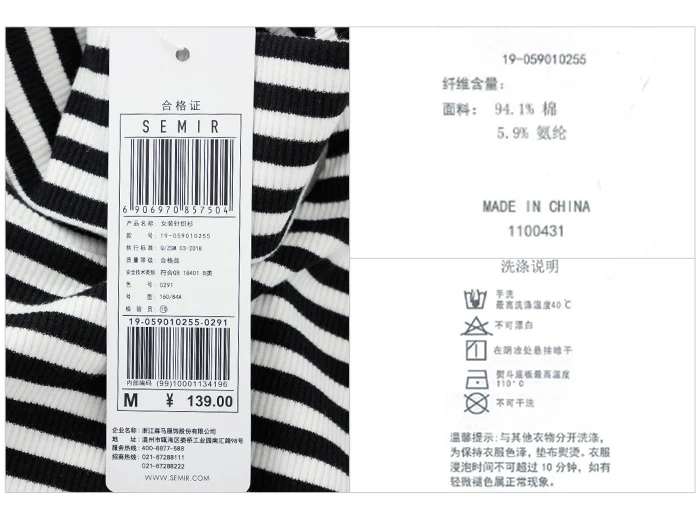 合格证
SEMIR
6 906970 857504
产品名称: 女装针织衫
款 号: 19-059010255
执行标准: Q/ZSM 03-2018
质量等级: 合格品
安全技术类别: 符合GB 18401 B类
色 号: 0291
号 型: 160/84A
检 验 员: 15
19-059010255-0291
内部编码 (99)10001134196
M ¥ 139.00
企业名称: 浙江森马服饰股份有限公司
地 址: 温州市瓯海区娄桥工业园南汇路98号
服务热线: 400-8877-588
招商热线: 021-67288111
021-67288222
WWW.SEMIR.COM
19-059010255
纤维含量:
面料: 94.1% 棉
5.9% 氨纶
MADE IN CHINA
1100431
洗涤说明
手洗
最高洗涤温度40℃
不可漂白
在阴凉处悬挂晾干
熨斗底板最高温度
110℃
不可干洗
温馨提示:与其他衣物分开洗涤,
为保持衣服色泽, 垫布熨烫。衣服
浸泡时间不可超过10分钟, 如有
轻微褪色属正常现象。